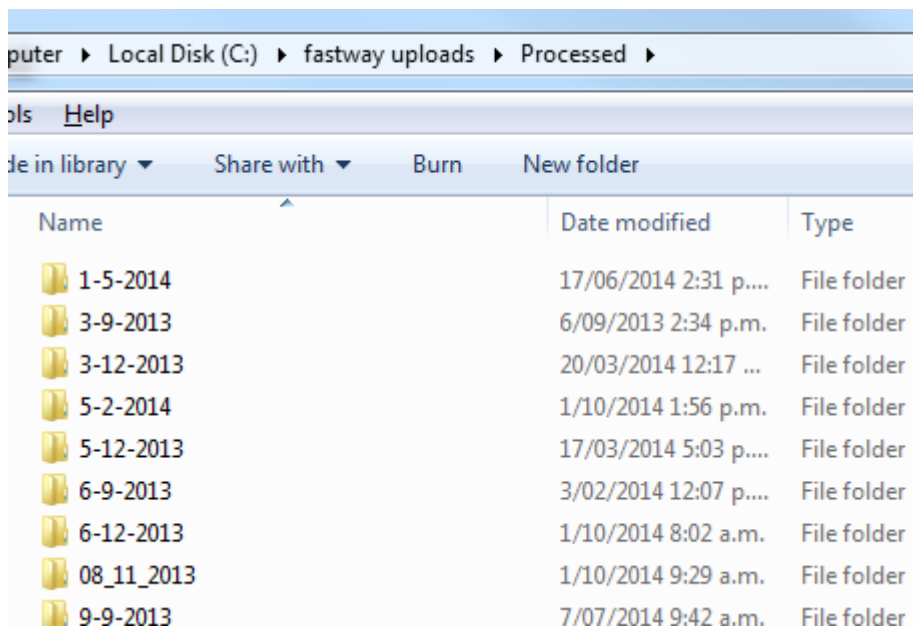 puter ▸ Local Disk (C:) ▸ fastway uploads ▸ Processed ▸
ols Help
de in library Share with Burn New folder
Name Date modified Type
1-5-2014 17/06/2014 2:31 p.... File folder
3-9-2013 6/09/2013 2:34 p.m. File folder
3-12-2013 20/03/2014 12:17 ... File folder
5-2-2014 1/10/2014 1:56 p.m. File folder
5-12-2013 17/03/2014 5:03 p.... File folder
6-9-2013 3/02/2014 12:07 p.... File folder
6-12-2013 1/10/2014 8:02 a.m. File folder
08_11_2013 1/10/2014 9:29 a.m. File folder
9-9-2013 7/07/2014 9:42 a.m. File folder